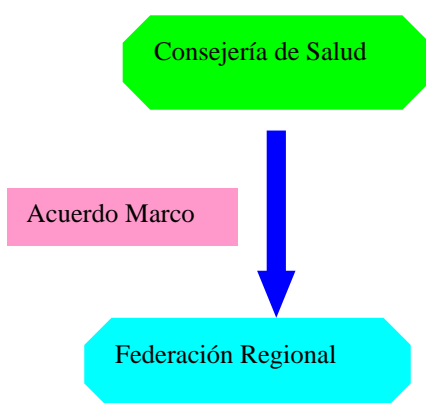 Consejería de Salud
Acuerdo Marco
Federación Regional